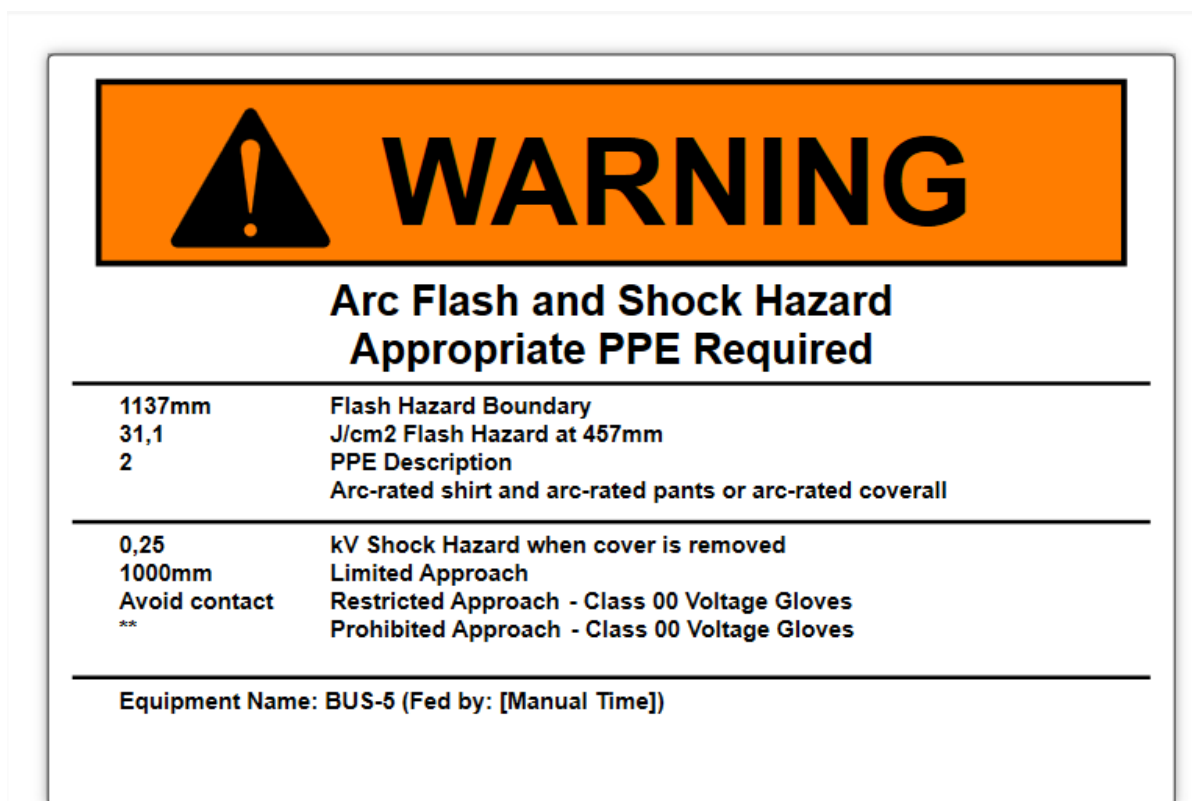 WARNING
Arc Flash and Shock Hazard
Appropriate PPE Required
1137mm Flash Hazard Boundary
31,1 J/cm2 Flash Hazard at 457mm
2 PPE Description
Arc-rated shirt and arc-rated pants or arc-rated coverall
0,25 kV Shock Hazard when cover is removed
1000mm Limited Approach
Avoid contact Restricted Approach - Class 00 Voltage Gloves
** Prohibited Approach - Class 00 Voltage Gloves
Equipment Name: BUS-5 (Fed by: [Manual Time])